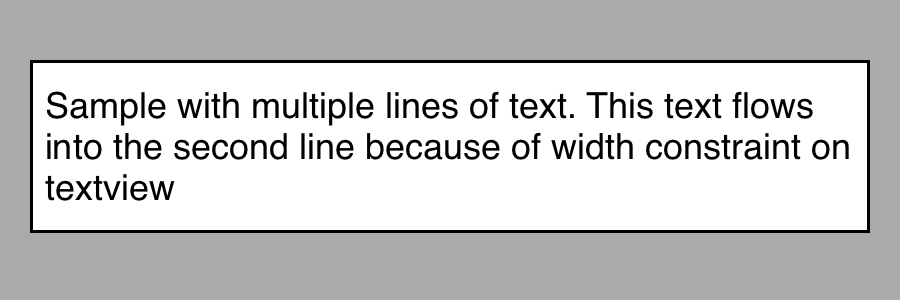 Sample with multiple lines of text. This text flows
into the second line because of width constraint on
textview